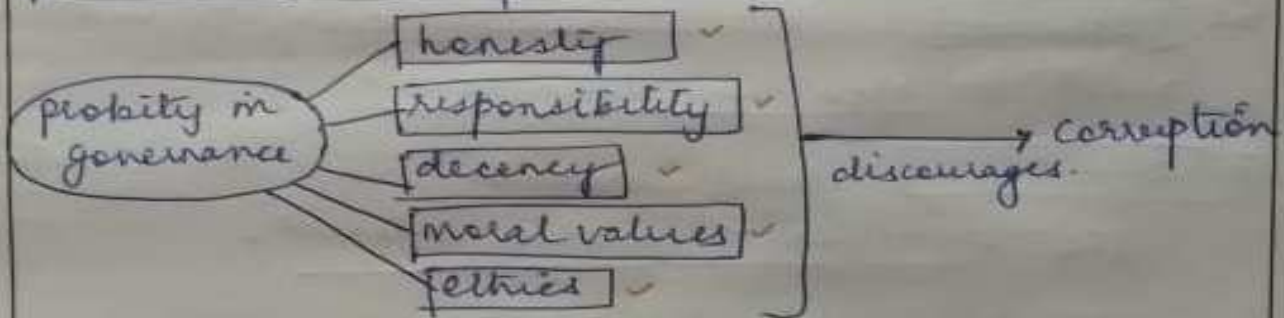 honesty
probity in
governance
responsibility
decency
discourages.
corruption
moral values
ethics